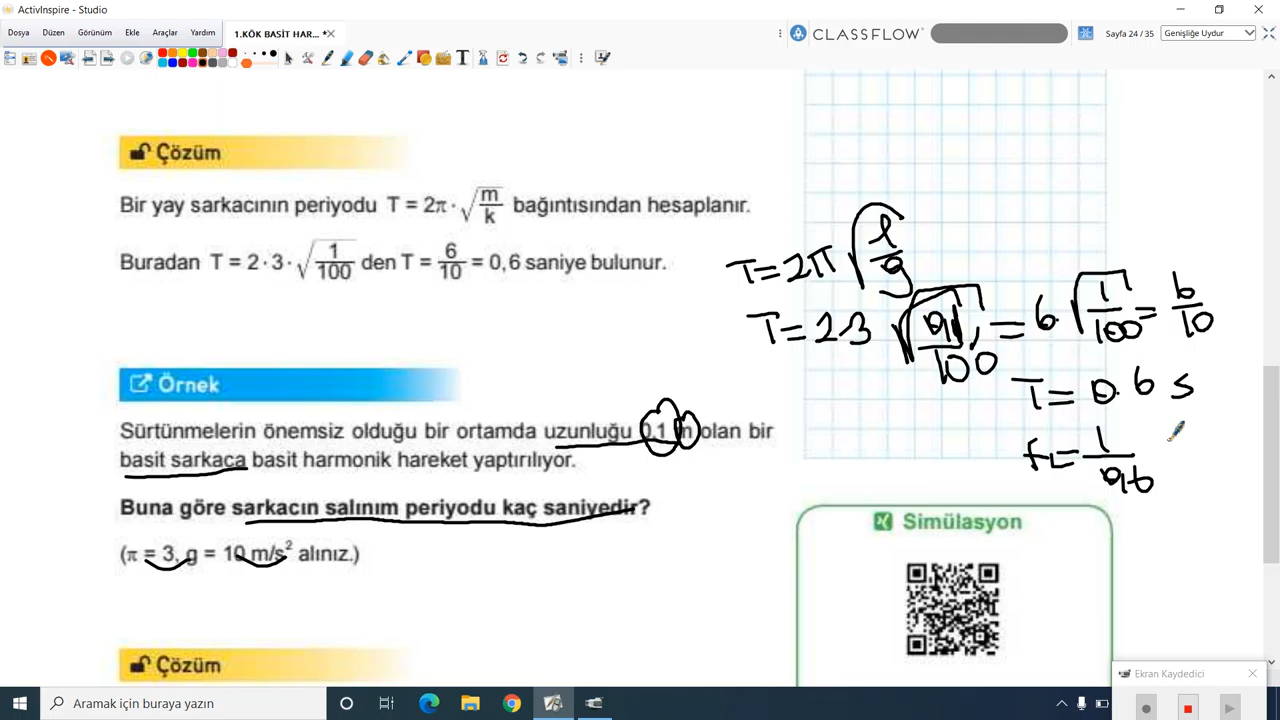 ActivInspire - Studio
Dosya Düzen Görünüm Ekle Araçlar Yardım
1.KÖK BASİT HAR... *
CLASSFLOW
Sayfa 24 / 35
Genişliğe Uydur
Çözüm
Bir yay sarkacının periyodu T = 2π · √(m/k) bağıntısından hesaplanır.
Buradan T = 2 · 3 · √(1/100) den T = 6/10 = 0,6 saniye bulunur.
T = 2π √(l/g)
T = 2.3 √(0,1/10) = 6. √(1/100) = 6/10
T = 0.6 s
f = 1/0,6
Örnek
Sürtünmelerin önemsiz olduğu bir ortamda uzunluğu 0,1 m olan bir
basit sarkaca basit harmonik hareket yaptırılıyor.
Buna göre sarkacın salınım periyodu kaç saniyedir?
(π = 3, g = 10 m/s² alınız.)
Simülasyon
Çözüm
Ekran Kaydedici
Aramak için buraya yazın